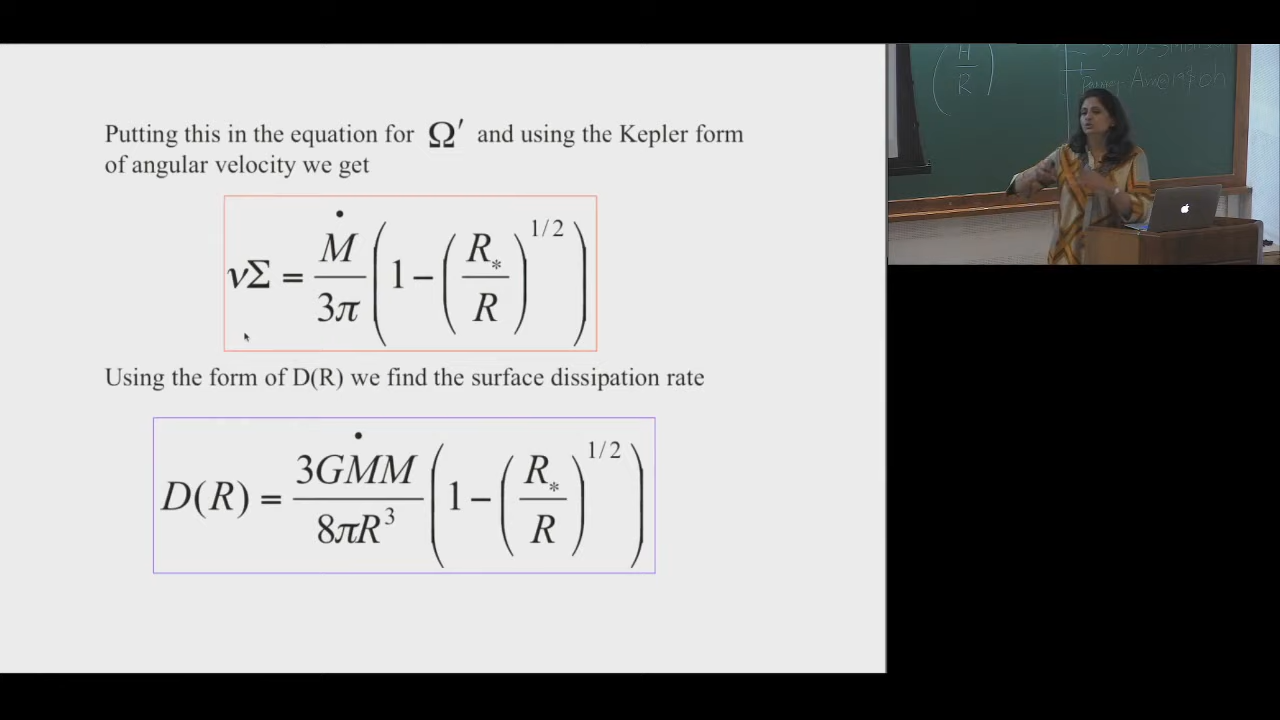 Putting this in the equation for Ω′ and using the Kepler form
of angular velocity we get
νΣ = Ṁ/3π (1 − (R*/R)^1/2)
Using the form of D(R) we find the surface dissipation rate
D(R) = 3GṀM/8πR³ (1 − (R*/R)^1/2)
(H/R)